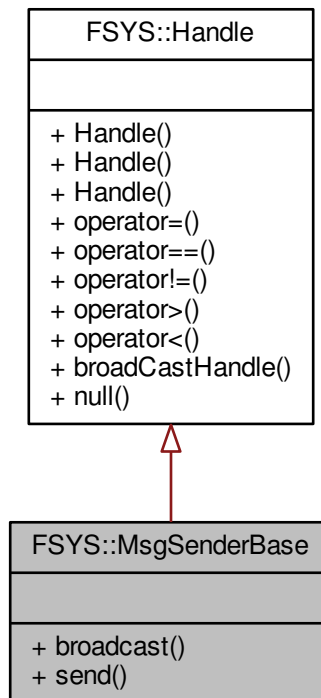 FSYS::Handle
+ Handle()
+ Handle()
+ Handle()
+ operator=()
+ operator==()
+ operator!=()
+ operator>()
+ operator<()
+ broadCastHandle()
+ null()
FSYS::MsgSenderBase
+ broadcast()
+ send()